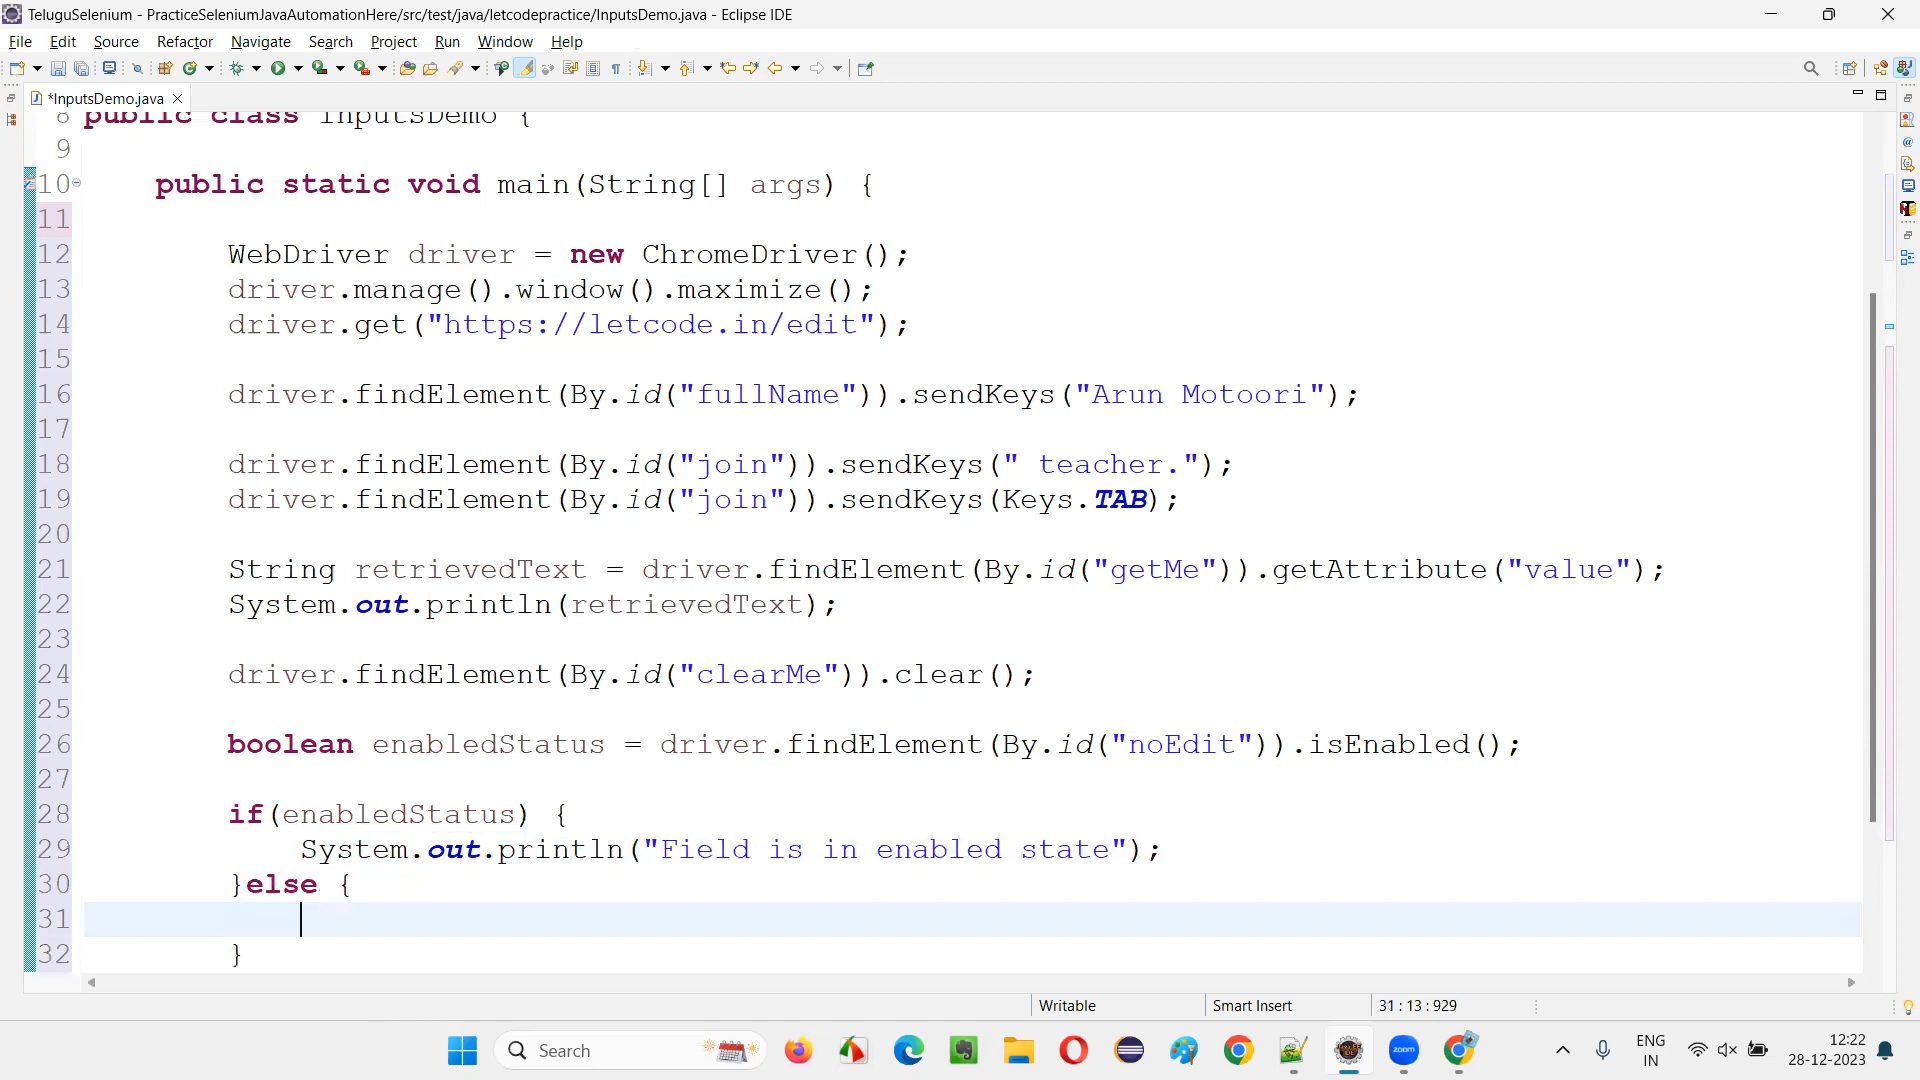 TeluguSelenium - PracticeSeleniumJavaAutomationHere/src/test/java/letcodepractice/InputsDemo.java - Eclipse IDE
File Edit Source Refactor Navigate Search Project Run Window Help
*InputsDemo.java
8 public class InputsDemo {
9
10 public static void main(String[] args) {
11
12 WebDriver driver = new ChromeDriver();
13 driver.manage().window().maximize();
14 driver.get("https://letcode.in/edit");
15
16 driver.findElement(By.id("fullName")).sendKeys("Arun Motoori");
17
18 driver.findElement(By.id("join")).sendKeys(" teacher.");
19 driver.findElement(By.id("join")).sendKeys(Keys.TAB);
20
21 String retrievedText = driver.findElement(By.id("getMe")).getAttribute("value");
22 System.out.println(retrievedText);
23
24 driver.findElement(By.id("clearMe")).clear();
25
26 boolean enabledStatus = driver.findElement(By.id("noEdit")).isEnabled();
27
28 if(enabledStatus) {
29 System.out.println("Field is in enabled state");
30 }else {
31
32 }
Writable Smart Insert 31 : 13 : 929
Search
zoom
ENG
IN
12:22
28-12-2023